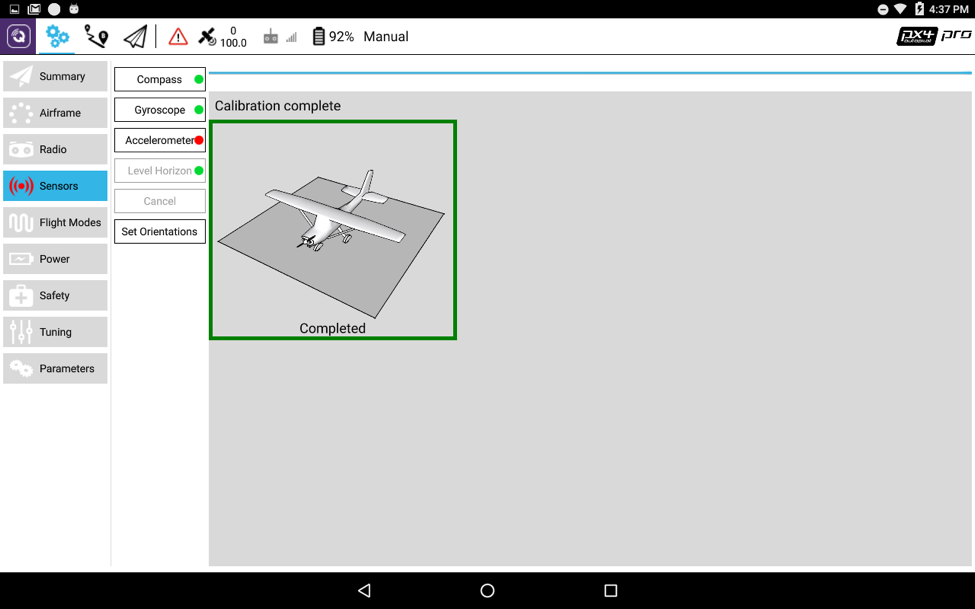 4:37 PM
0
100.0
92%
Manual
px4
pro
Summary
Airframe
Radio
Sensors
Flight Modes
Power
Safety
Tuning
Parameters
Compass
Gyroscope
Accelerometer
Level Horizon
Cancel
Set Orientations
Calibration complete
Completed